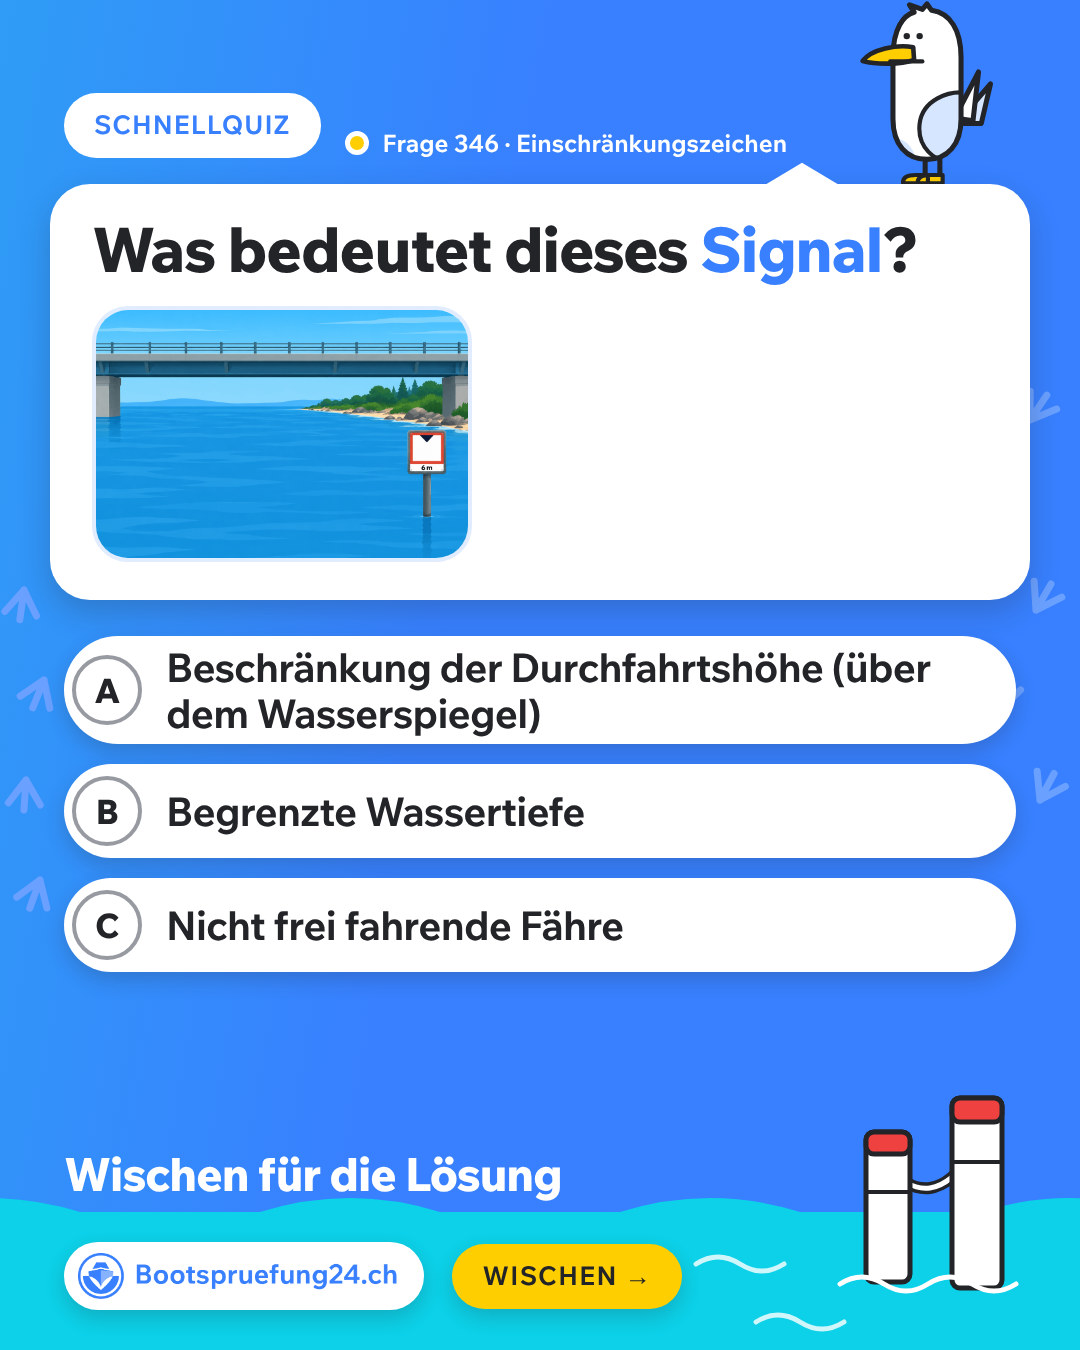 SCHNELLQUIZ
Frage 346 · Einschränkungszeichen
Was bedeutet dieses Signal?
6 m
A
Beschränkung der Durchfahrtshöhe (über
dem Wasserspiegel)
B
Begrenzte Wassertiefe
C
Nicht frei fahrende Fähre
Wischen für die Lösung
Bootspruefung24.ch
WISCHEN →